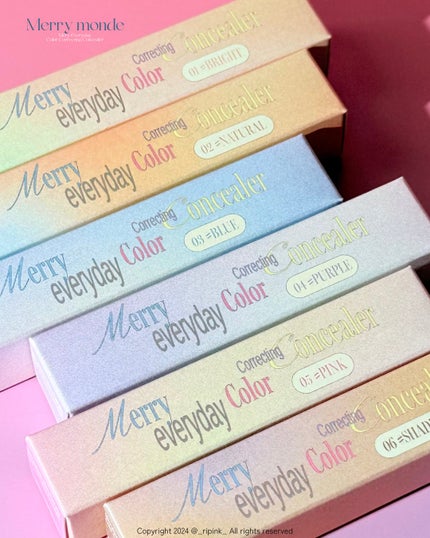 Merry monde
Merry everyday Correcting Color Concealer
01 #BRIGHT
Merry everyday Correcting Color Concealer
02 #NATURAL
Merry everyday Correcting Color Concealer
03 #BLUE
Merry everyday Correcting Color Concealer
04 #PURPLE
Merry everyday Correcting Color Concealer
05 #PINK
Merry everyday Correcting Color
Copyright 2024 @_ripink_ All rights reserved